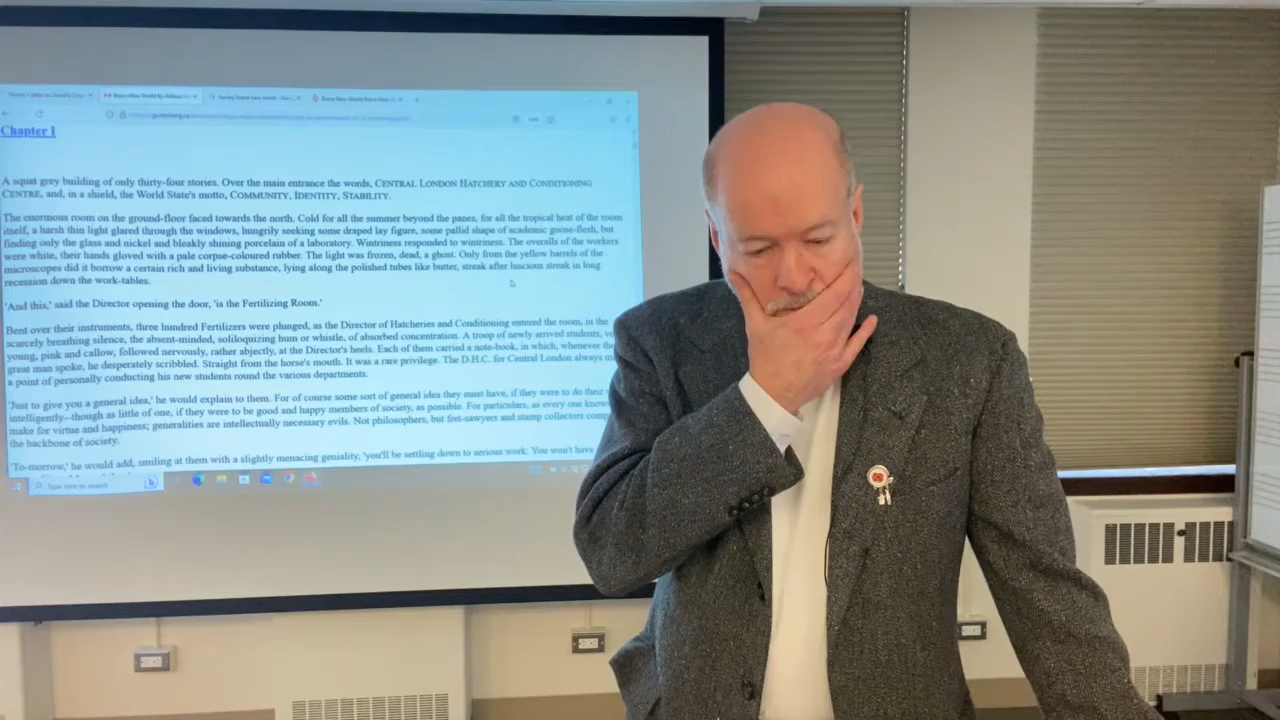 Brave New World by Aldous
gutenberg.ca
Chapter I
A squat grey building of only thirty-four stories. Over the main entrance the words, CENTRAL LONDON HATCHERY AND CONDITIONING
CENTRE, and, in a shield, the World State's motto, COMMUNITY, IDENTITY, STABILITY.
The enormous room on the ground-floor faced towards the north. Cold for all the summer beyond the panes, for all the tropical heat of the room
itself, a harsh thin light glared through the windows, hungrily seeking some draped lay figure, some pallid shape of academic goose-flesh, but
finding only the glass and nickel and bleakly shining porcelain of a laboratory. Wintriness responded to wintriness. The overalls of the workers
were white, their hands gloved with a pale corpse-coloured rubber. The light was frozen, dead, a ghost. Only from the yellow barrels of the
microscopes did it borrow a certain rich and living substance, lying along the polished tubes like butter, streak after luscious streak in long
recession down the work-tables.
'And this,' said the Director opening the door, 'is the Fertilizing Room.'
Bent over their instruments, three hundred Fertilizers were plunged, as the Director of Hatcheries and Conditioning entered the room, in the
scarcely breathing silence, the absent-minded, soliloquizing hum or whistle, of absorbed concentration. A troop of newly arrived students,
young, pink and callow, followed nervously, rather abjectly, at the Director's heels. Each of them carried a note-book, in which, whenever the
great man spoke, he desperately scribbled. Straight from the horse's mouth. It was a rare privilege. The D.H.C. for Central London always
a point of personally conducting his new students round the various departments.
'Just to give you a general idea,' he would explain to them. For of course some sort of general idea they must have, if they were to do their
intelligently--though as little of one, if they were to be good and happy members of society, as possible. For particulars, as every one
make for virtue and happiness; generalities are intellectually necessary evils. Not philosophers, but fret-sawyers and stamp collectors
the backbone of society.
'To-morrow,' he would add, smiling at them with a slightly menacing geniality, 'you'll be settling down to serious work. You won't have
Type here to search